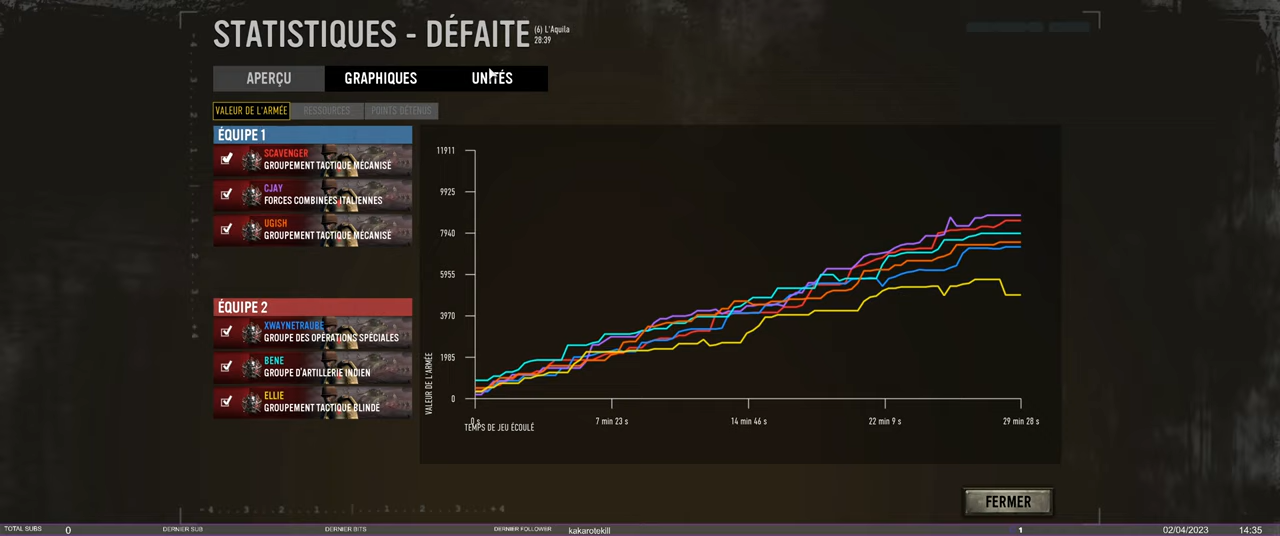 STATISTIQUES - DÉFAITE
(6) L'Aquila
28:39
APERÇU
GRAPHIQUES
UNITÉS
VALEUR DE L'ARMÉE
RESSOURCES
POINTS DÉTENUS
ÉQUIPE 1
SCAVENGER
GROUPEMENT TACTIQUE MÉCANISÉ
CJAY
FORCES COMBINÉES ITALIENNES
UGISH
GROUPEMENT TACTIQUE MÉCANISÉ
ÉQUIPE 2
XWAYNETRAUBE
GROUPE DES OPÉRATIONS SPÉCIALES
BENE
GROUPE D'ARTILLERIE INDIEN
ELLIE
GROUPEMENT TACTIQUE BLINDÉ
11911
9925
7940
5955
3970
1985
0
VALEUR DE L'ARMÉE
7 min 23 s
14 min 46 s
22 min 9 s
29 min 28 s
TEMPS DE JEU ÉCOULÉ
FERMER
TOTAL SUBS
0
DERNIER SUB
DERNIER BITS
DERNIER FOLLOWER
kakarotekill
1
02/04/2023
14:35